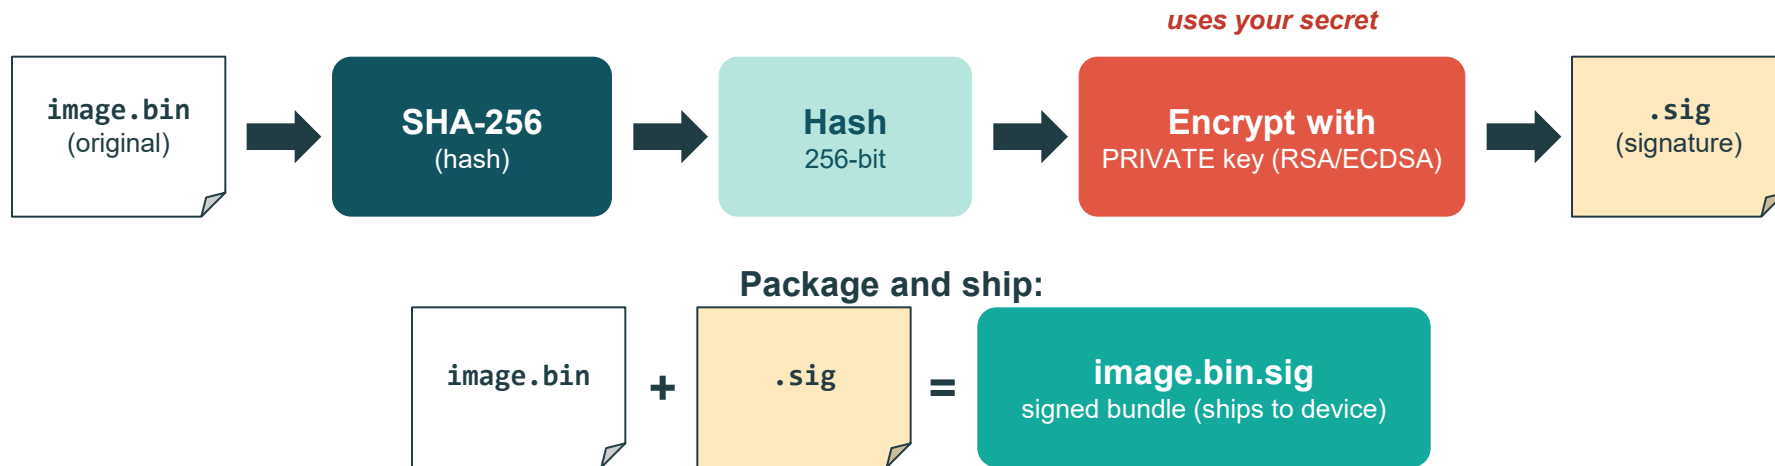 uses your secret
image.bin
(original)
SHA-256
(hash)
Hash
256-bit
Encrypt with
PRIVATE key (RSA/ECDSA)
.sig
(signature)
Package and ship:
image.bin
+
.sig
=
image.bin.sig
signed bundle (ships to device)